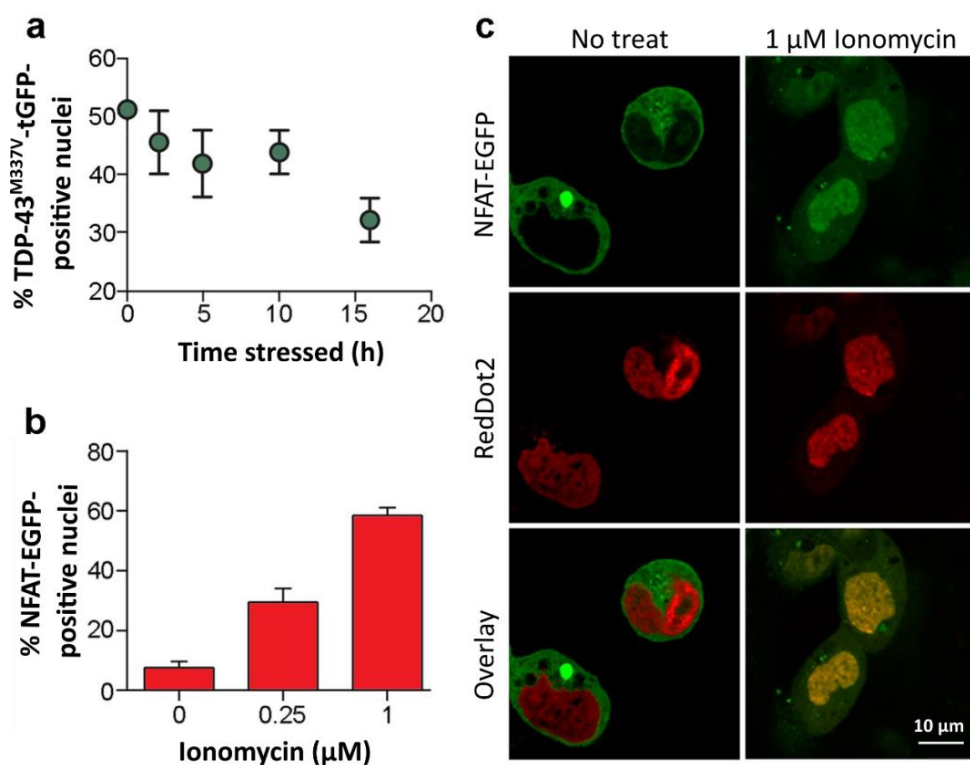 a
% TDP-43^M337V-tGFP-
positive nuclei
60
50
40
30
20
0
5
10
15
20
Time stressed (h)
b
% NFAT-EGFP-
positive nuclei
80
60
40
20
0
0
0.25
1
Ionomycin (µM)
c
No treat
1 µM Ionomycin
NFAT-EGFP
RedDot2
Overlay
10 µm